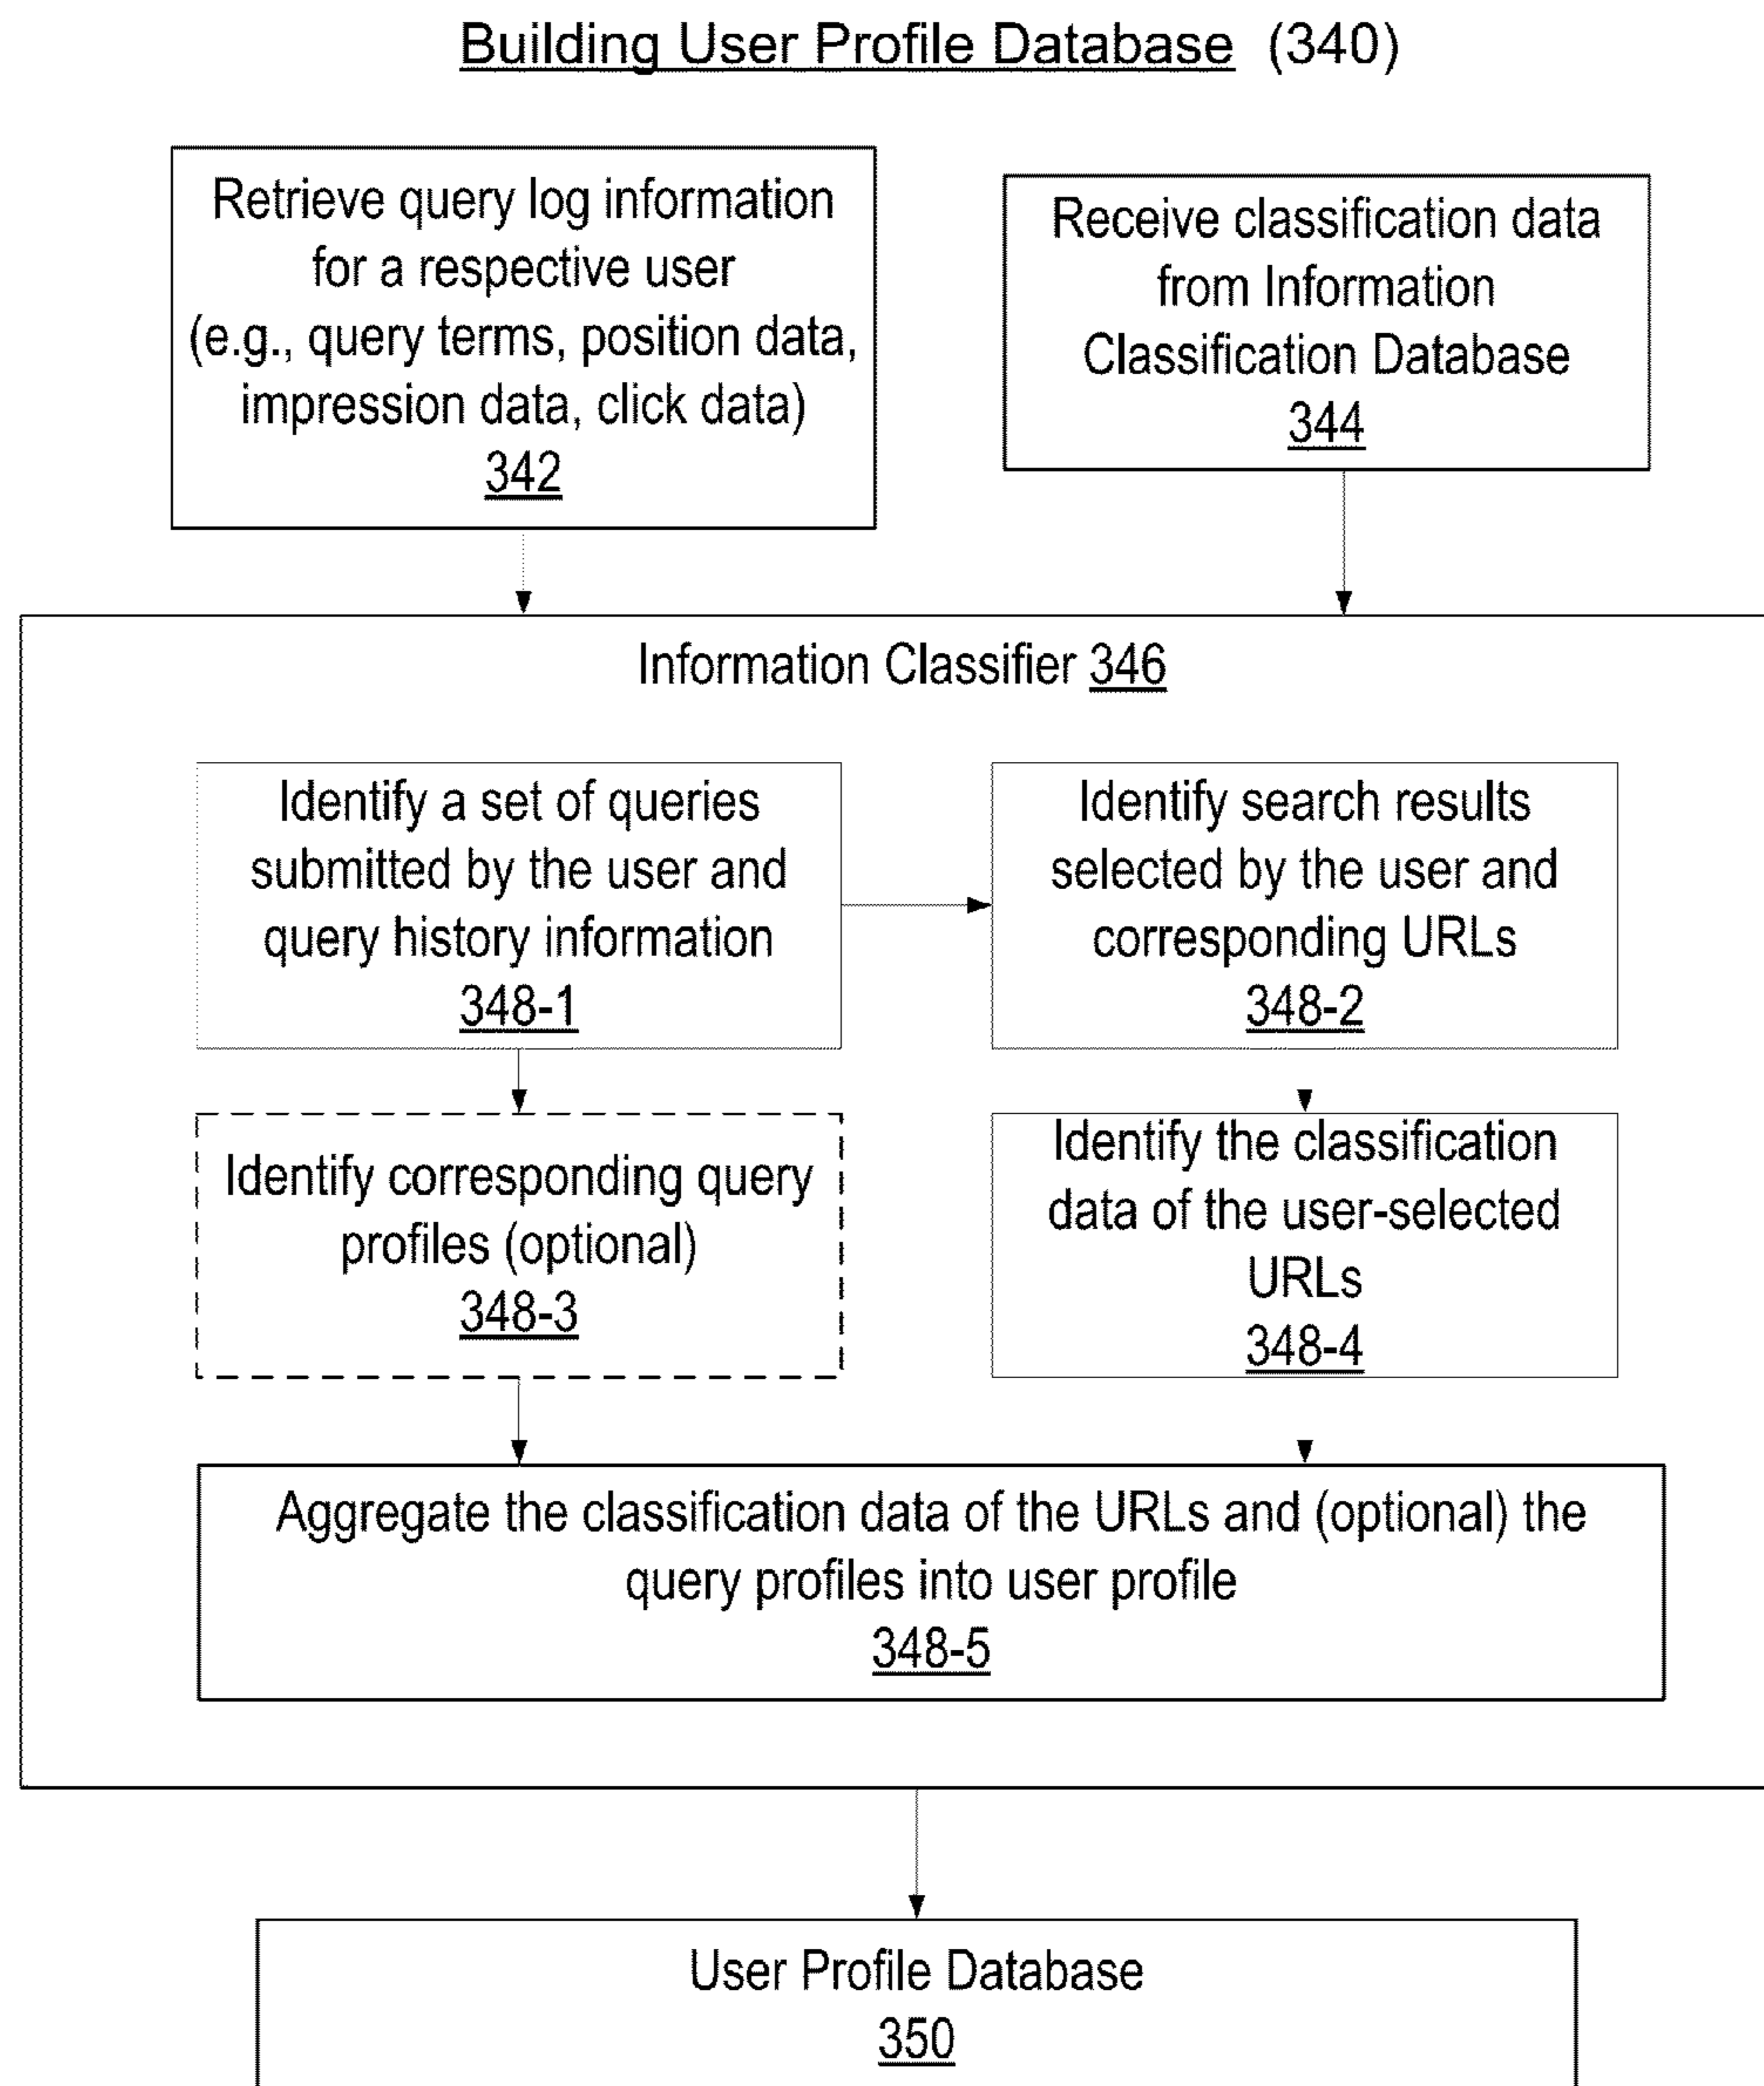 Building User Profile Database (340)
Retrieve query log information
for a respective user
(e.g., query terms, position data,
impression data, click data)
342
Receive classification data
from Information
Classification Database
344
Information Classifier 346
Identify a set of queries
submitted by the user and
query history information
348-1
Identify search results
selected by the user and
corresponding URLs
348-2
Identify corresponding query
profiles (optional)
348-3
Identify the classification
data of the user-selected
URLs
348-4
Aggregate the classification data of the URLs and (optional) the
query profiles into user profile
348-5
User Profile Database
350